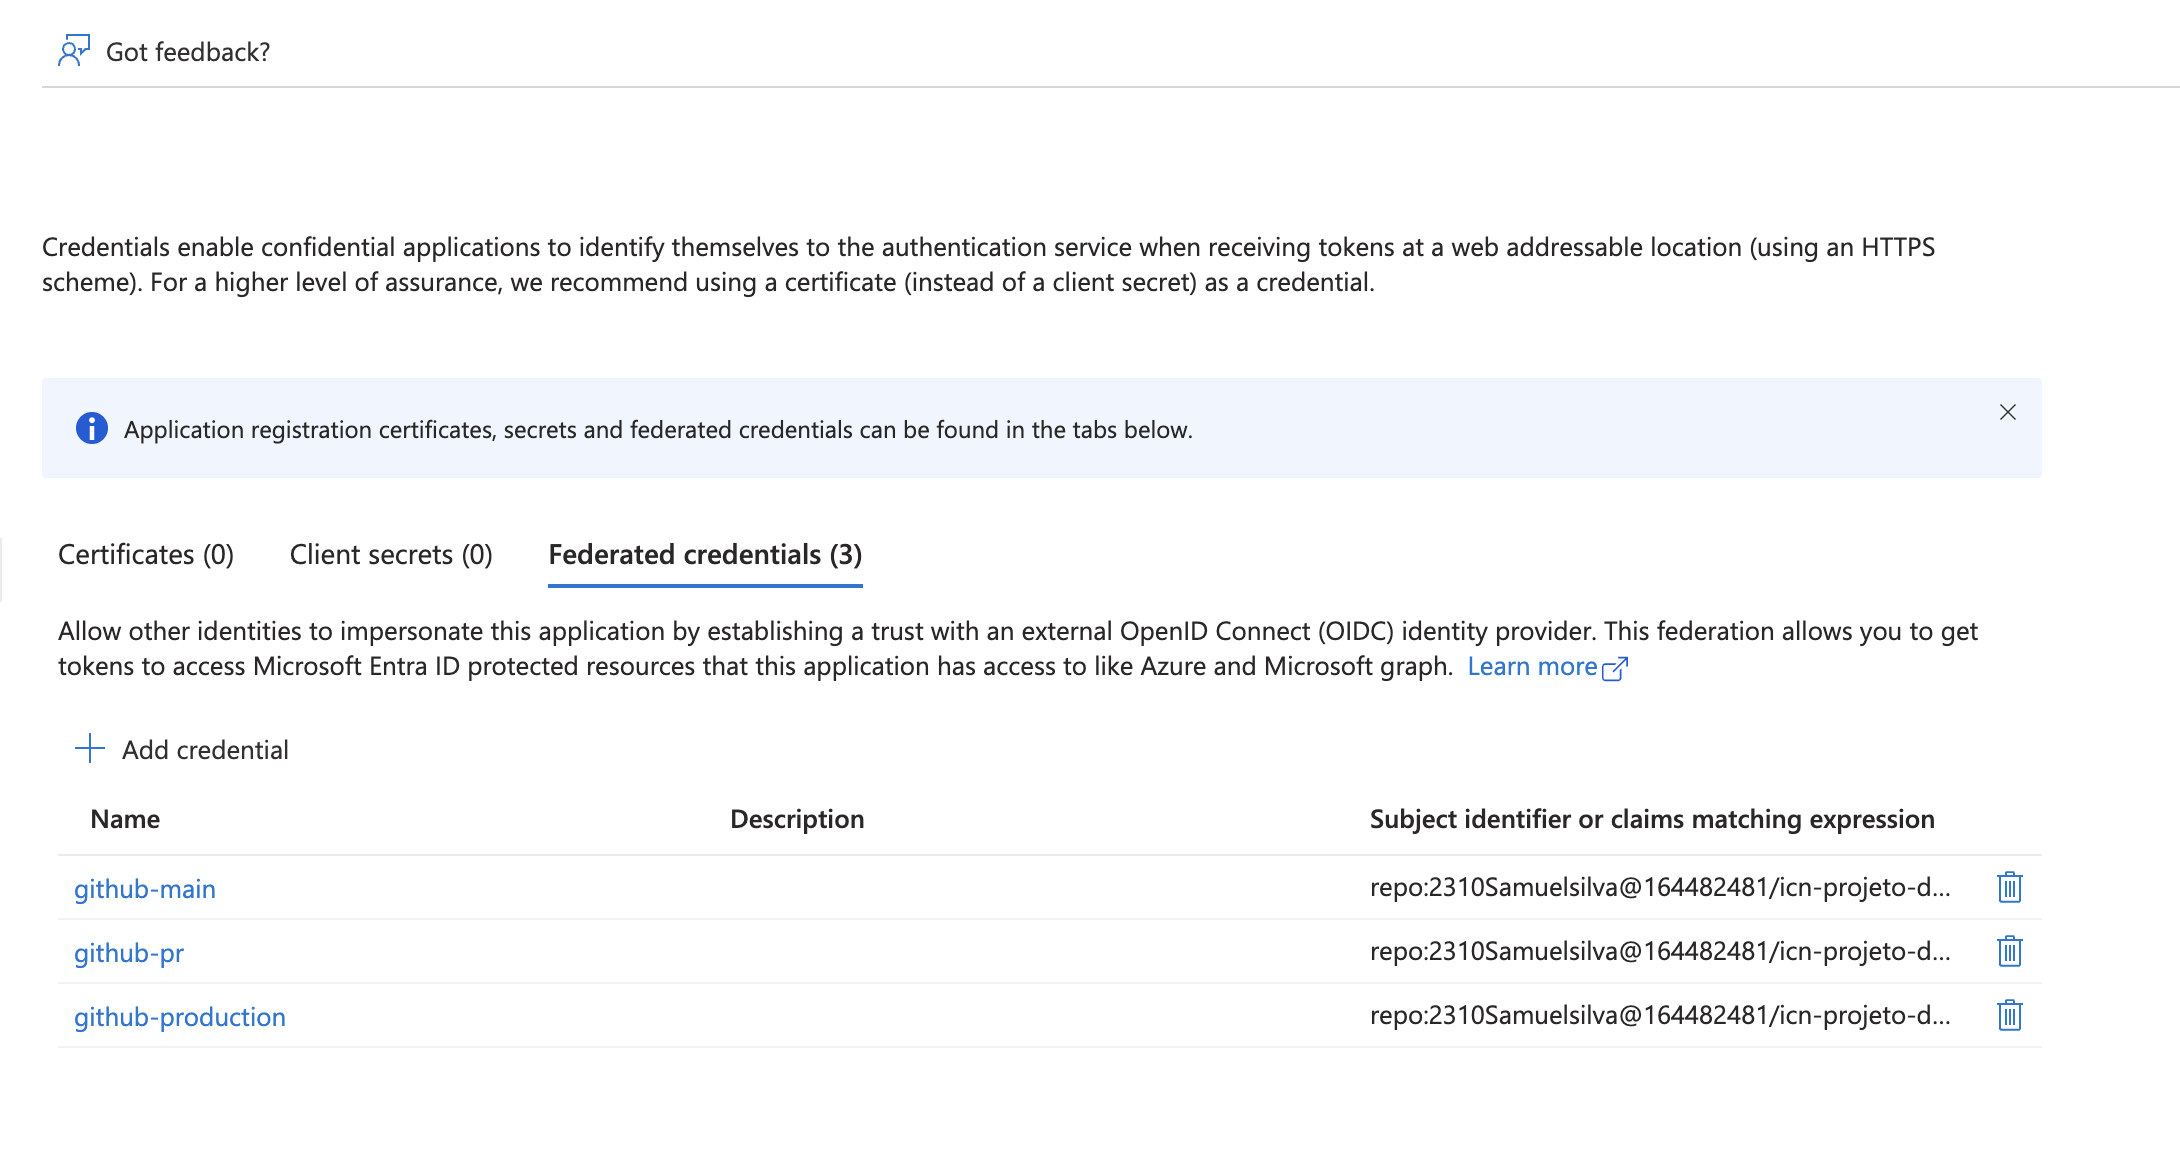 Got feedback?
Credentials enable confidential applications to identify themselves to the authentication service when receiving tokens at a web addressable location (using an HTTPS
scheme). For a higher level of assurance, we recommend using a certificate (instead of a client secret) as a credential.
Application registration certificates, secrets and federated credentials can be found in the tabs below.
Certificates (0) Client secrets (0) Federated credentials (3)
Allow other identities to impersonate this application by establishing a trust with an external OpenID Connect (OIDC) identity provider. This federation allows you to get
tokens to access Microsoft Entra ID protected resources that this application has access to like Azure and Microsoft graph. Learn more
Add credential
Name Description Subject identifier or claims matching expression
github-main repo:2310Samuelsilva@164482481/icn-projeto-d...
github-pr repo:2310Samuelsilva@164482481/icn-projeto-d...
github-production repo:2310Samuelsilva@164482481/icn-projeto-d...